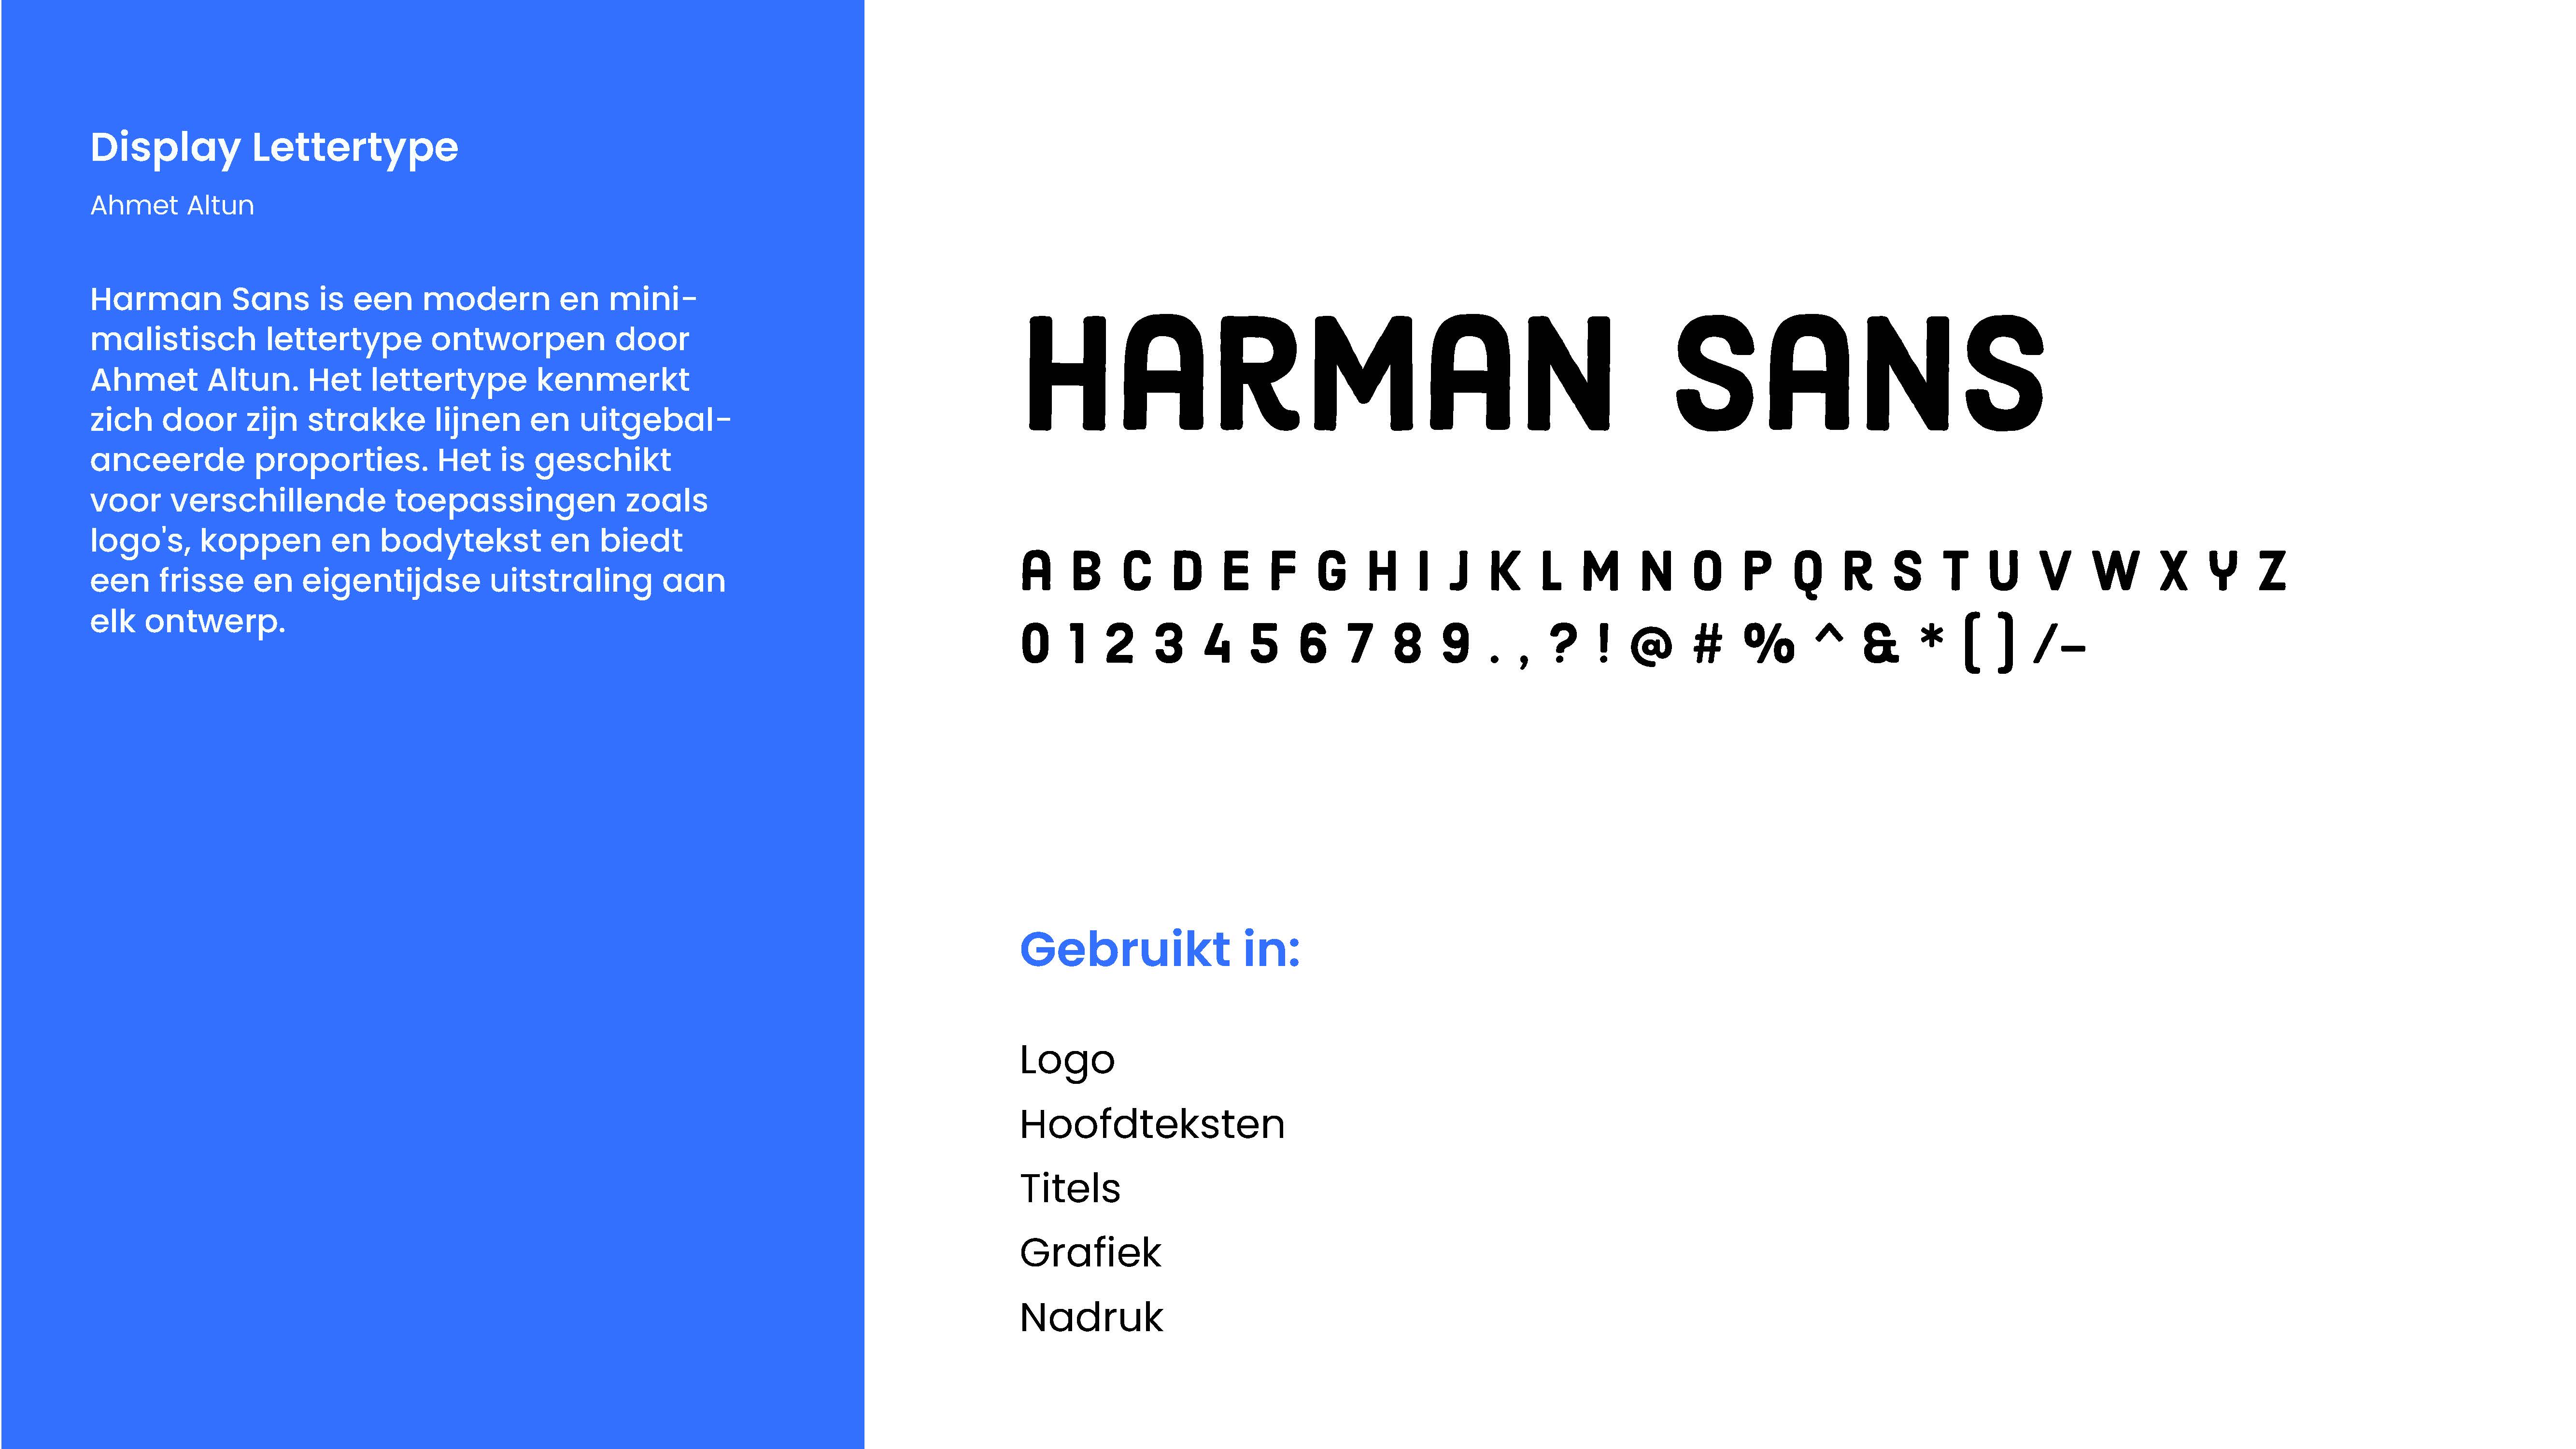 Display Lettertype
Ahmet Altun
Harman Sans is een modern en mini-
malistisch lettertype ontworpen door
Ahmet Altun. Het lettertype kenmerkt
zich door zijn strakke lijnen en uitgebal-
anceerde proporties. Het is geschikt
voor verschillende toepassingen zoals
logo's, koppen en bodytekst en biedt
een frisse en eigentijdse uitstraling aan
elk ontwerp.
HARMAN SANS
A B C D E F G H I J K L M N O P Q R S T U V W X Y Z
0 1 2 3 4 5 6 7 8 9 . , ? ! @ # % ^ & * [ ] / -
Gebruikt in:
Logo
Hoofdteksten
Titels
Grafiek
Nadruk